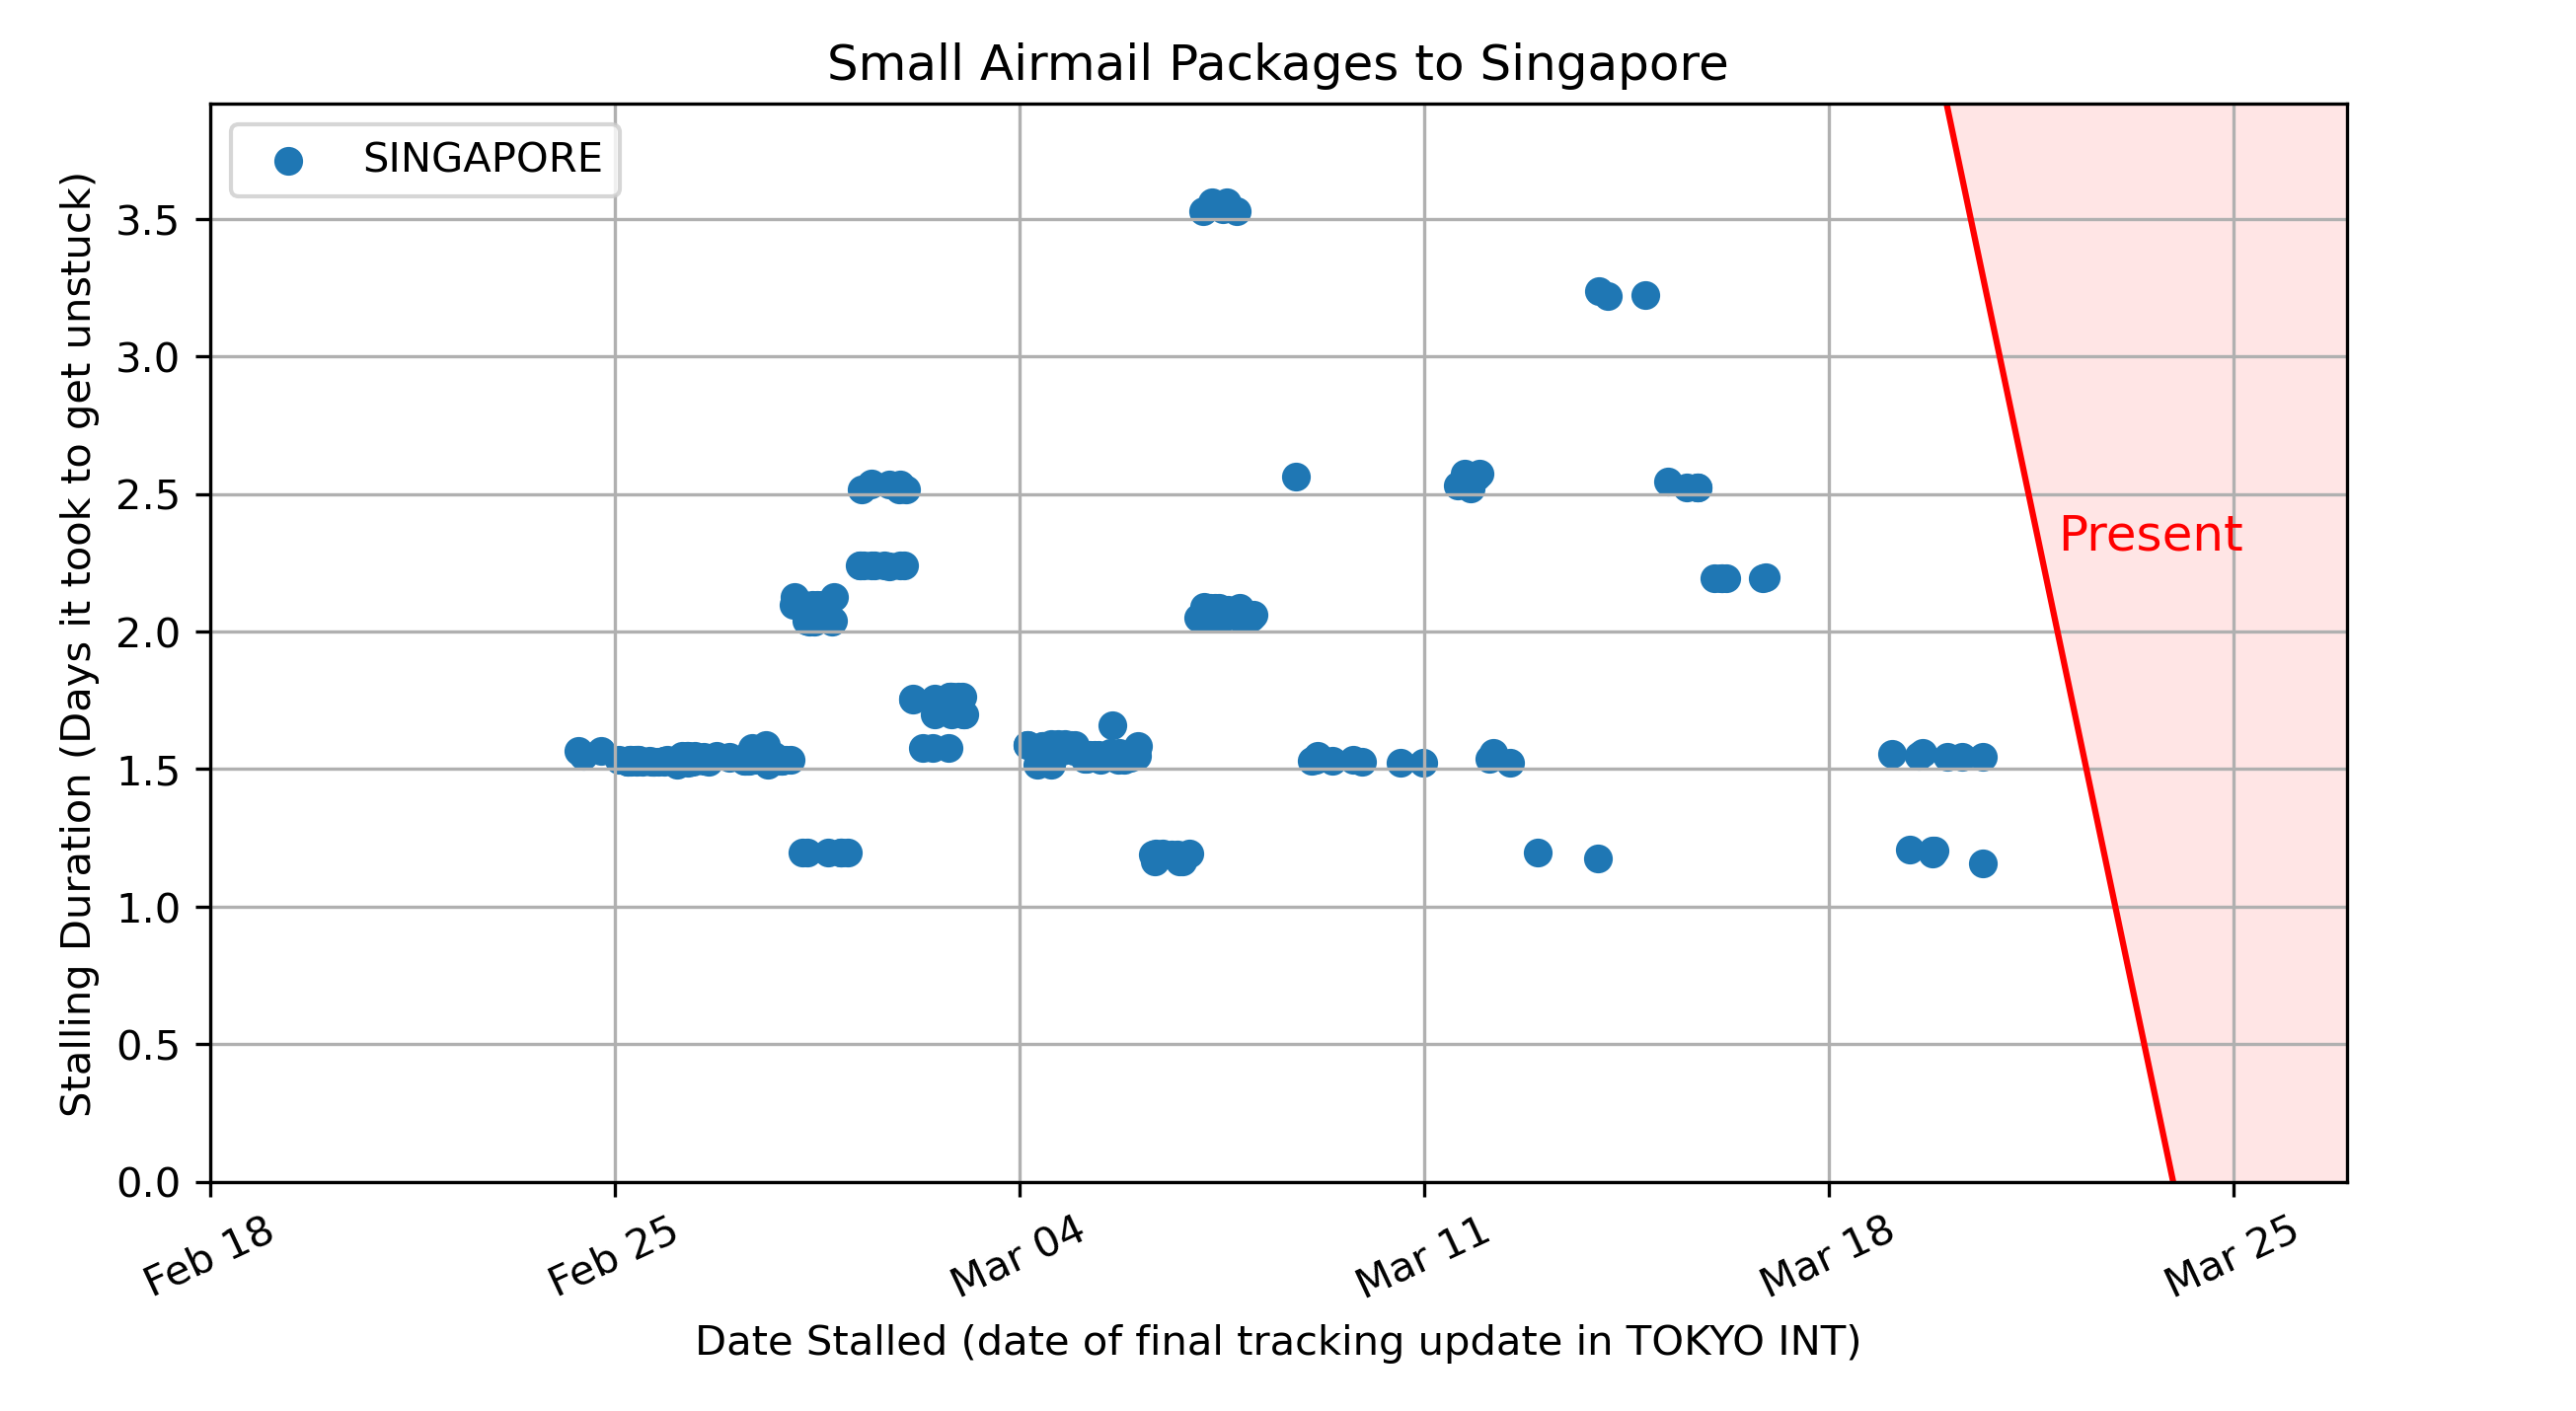 Small Airmail Packages to Singapore
SINGAPORE
Stalling Duration (Days it took to get unstuck)
3.5
3.0
2.5
2.0
1.5
1.0
0.5
0.0
Present
Feb 18
Feb 25
Mar 04
Mar 11
Mar 18
Mar 25
Date Stalled (date of final tracking update in TOKYO INT)